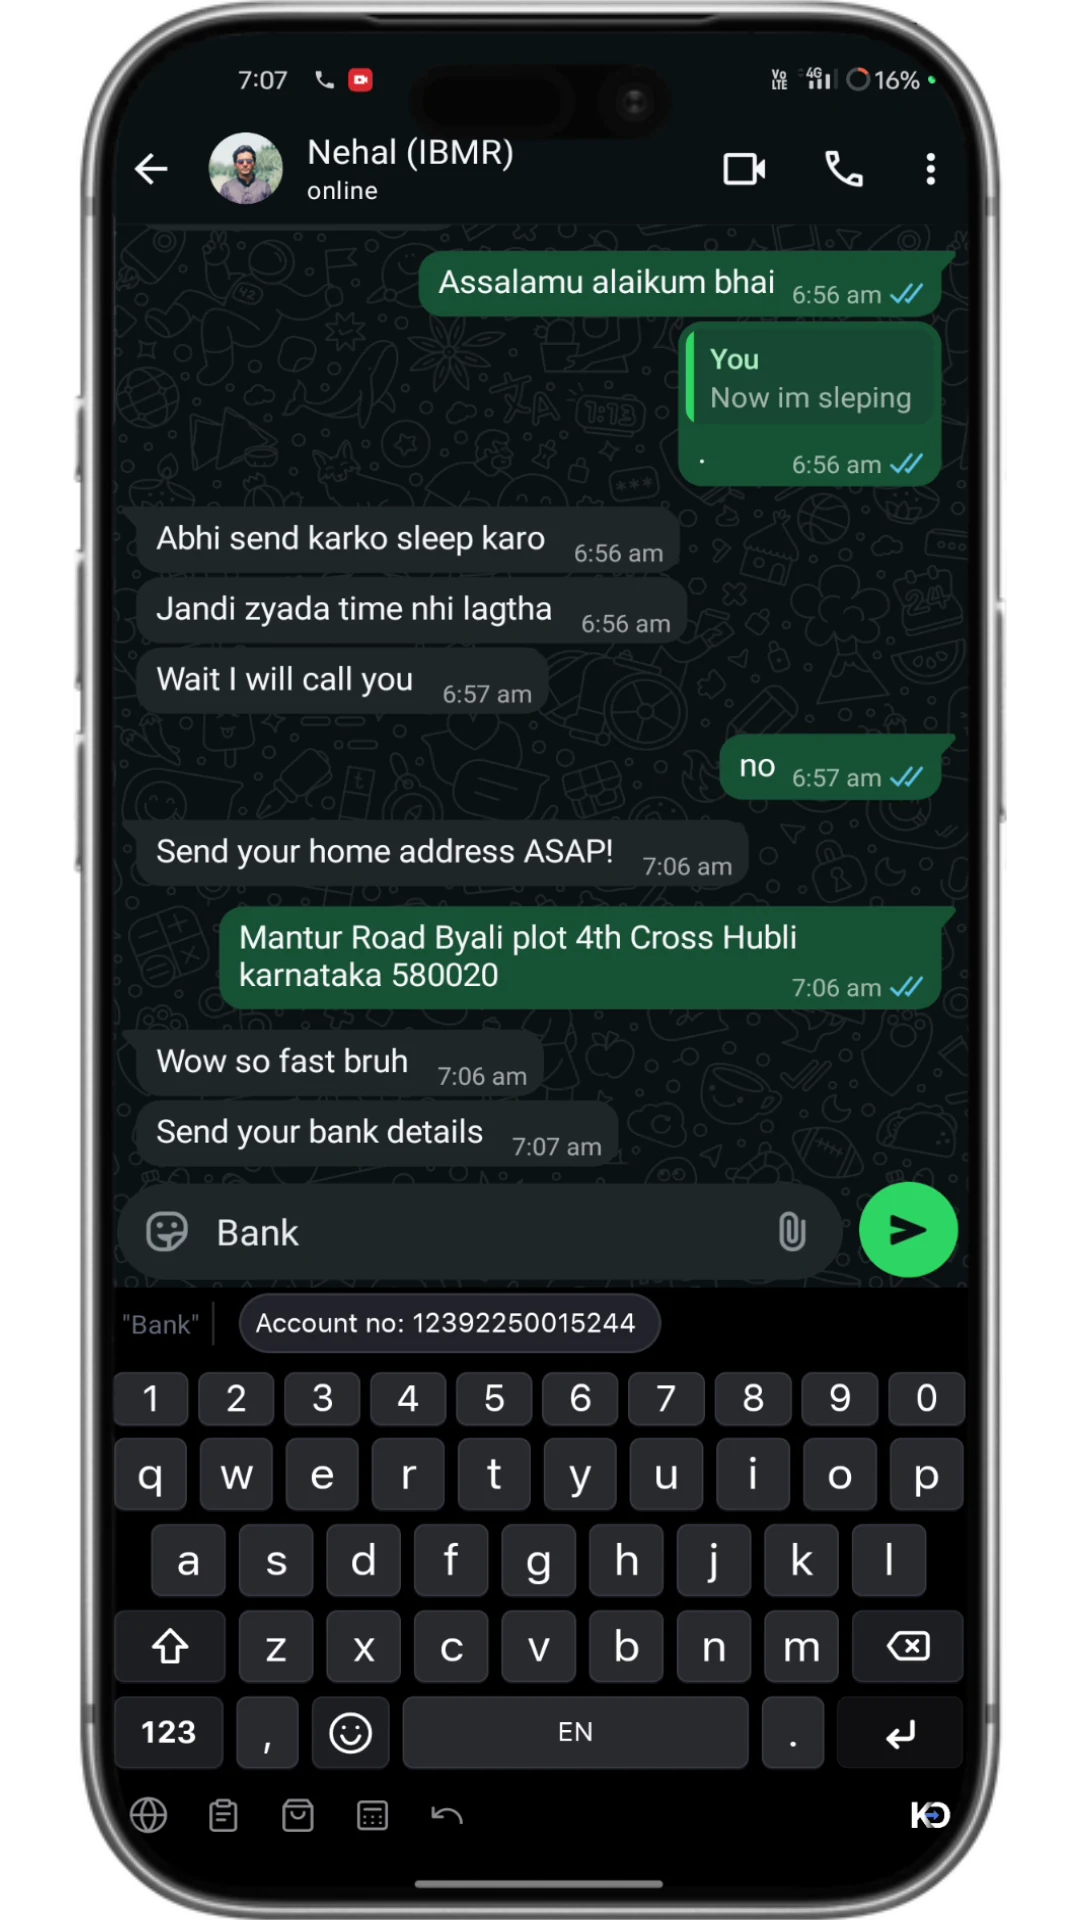 7:07
Vo LTE 4G 16%
Nehal (IBMR)
online
Assalamu alaikum bhai 6:56 am
You
Now im sleping
. 6:56 am
Abhi send karko sleep karo 6:56 am
Jandi zyada time nhi lagtha 6:56 am
Wait I will call you 6:57 am
no 6:57 am
Send your home address ASAP! 7:06 am
Mantur Road Byali plot 4th Cross Hubli
karnataka 580020 7:06 am
Wow so fast bruh 7:06 am
Send your bank details 7:07 am
Bank
"Bank" Account no: 12392250015244
1 2 3 4 5 6 7 8 9 0
q w e r t y u i o p
a s d f g h j k l
z x c v b n m
123 , EN .
KD